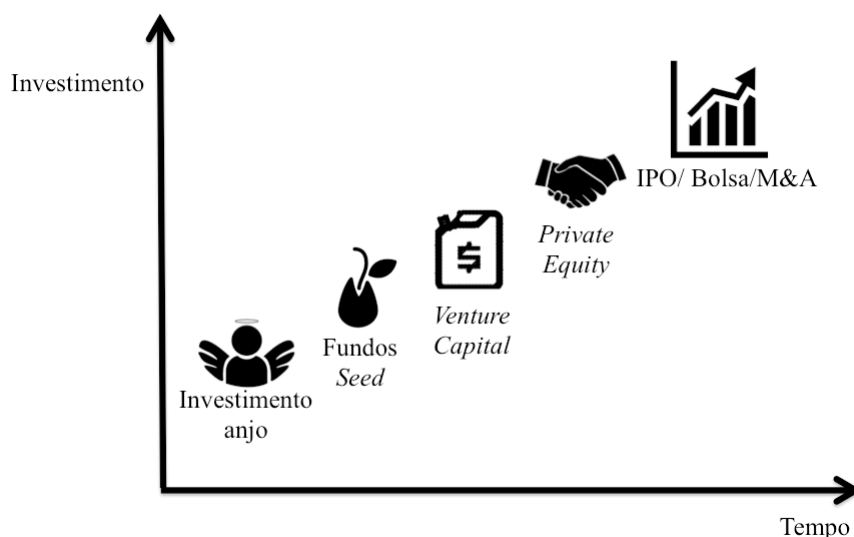 Investimento
$
IPO/ Bolsa/M&A
Private
Equity
Venture
Capital
Fundos
Seed
Investimento
anjo
Tempo